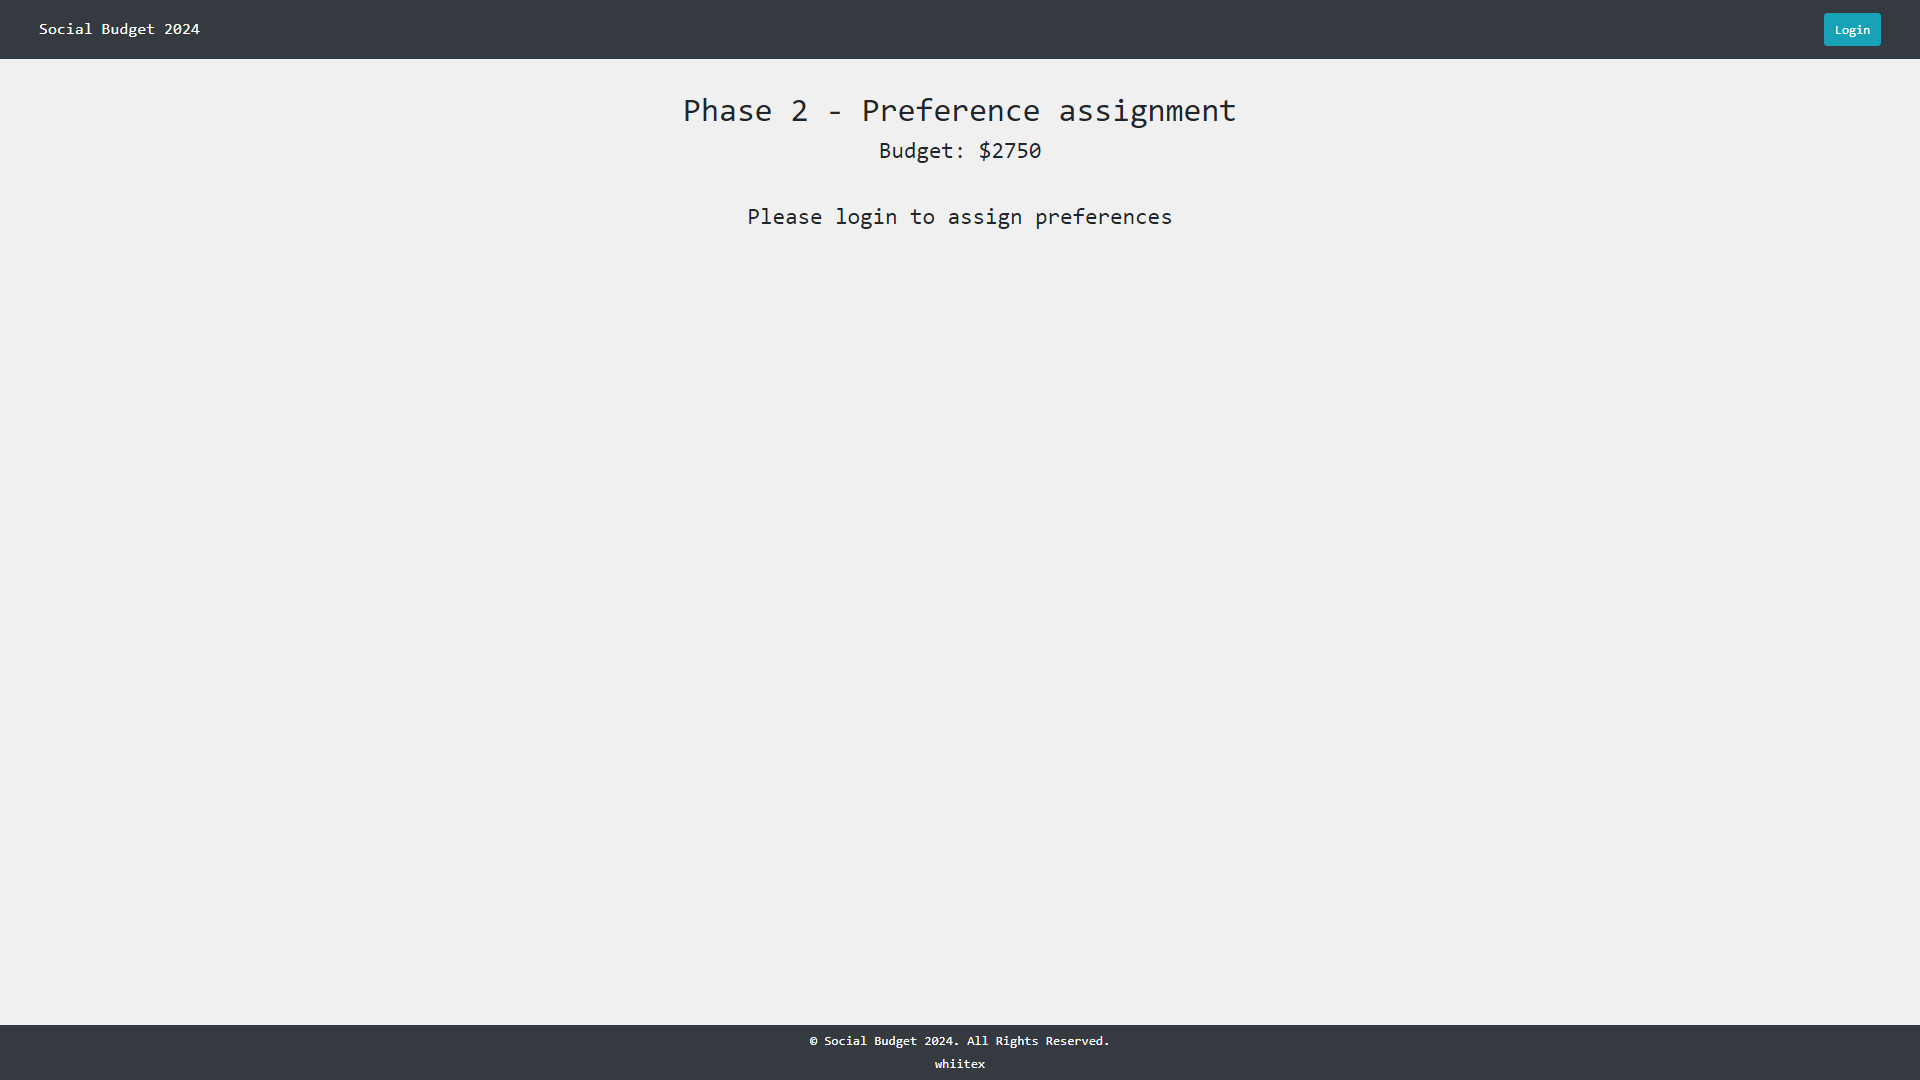 Social Budget 2024
Login
Phase 2 - Preference assignment
Budget: $2750
Please login to assign preferences
© Social Budget 2024. All Rights Reserved.
whiitex